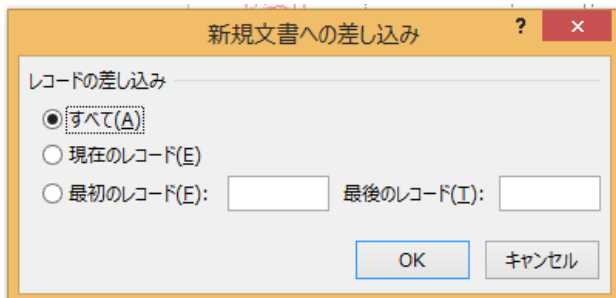 新規文書への差し込み ?
レコードの差し込み
すべて(A)
現在のレコード(E)
最初のレコード(F): 最後のレコード(T):
OK キャンセル